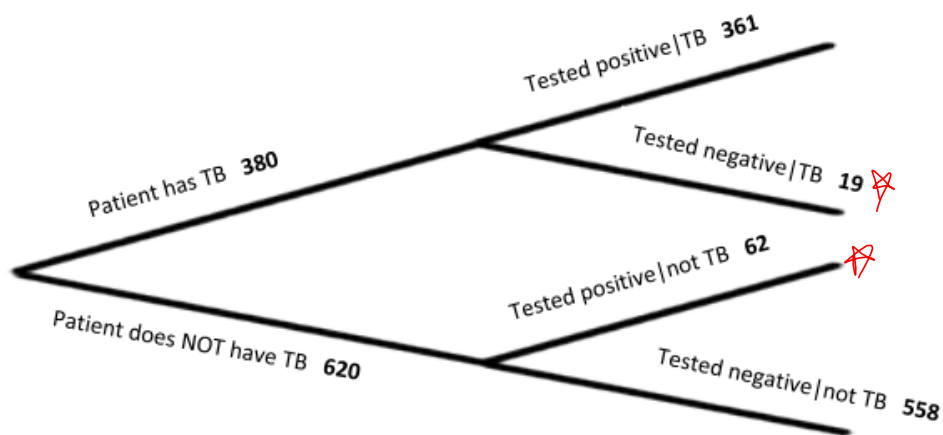 Tested positive|TB 361
Patient has TB 380
Tested negative|TB 19
Tested positive|not TB 62
Patient does NOT have TB 620
Tested negative|not TB 558